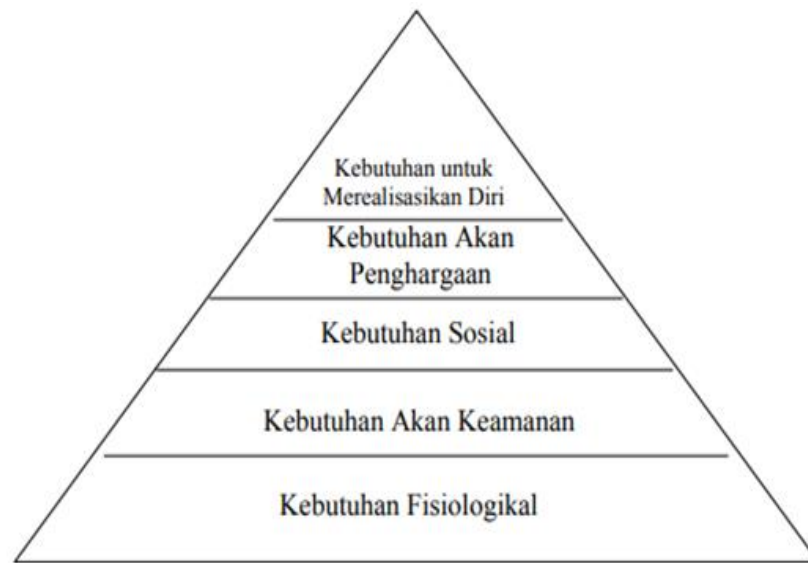 Kebutuhan untuk
Merealisasikan Diri
Kebutuhan Akan
Penghargaan
Kebutuhan Sosial
Kebutuhan Akan Keamanan
Kebutuhan Fisiologikal